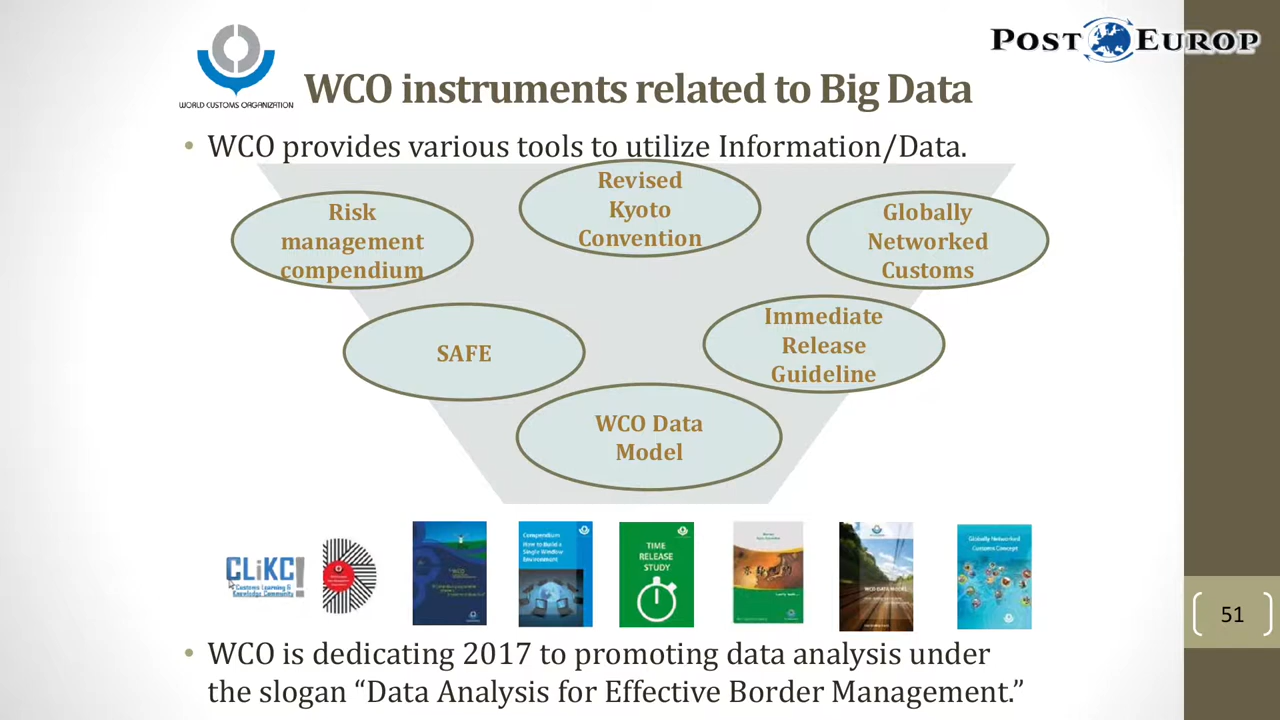 POST EUROP
WORLD CUSTOMS ORGANIZATION
WCO instruments related to Big Data
• WCO provides various tools to utilize Information/Data.
Risk
management
compendium
Revised
Kyoto
Convention
Globally
Networked
Customs
SAFE
Immediate
Release
Guideline
WCO Data
Model
CLiKC!
Customs Learning &
Knowledge Community
Compendium
How to Build a
Single Window
Environment
TIME
RELEASE
STUDY
WCO DATA MODEL
Globally Networked
Customs Concept
51
• WCO is dedicating 2017 to promoting data analysis under
the slogan “Data Analysis for Effective Border Management.”